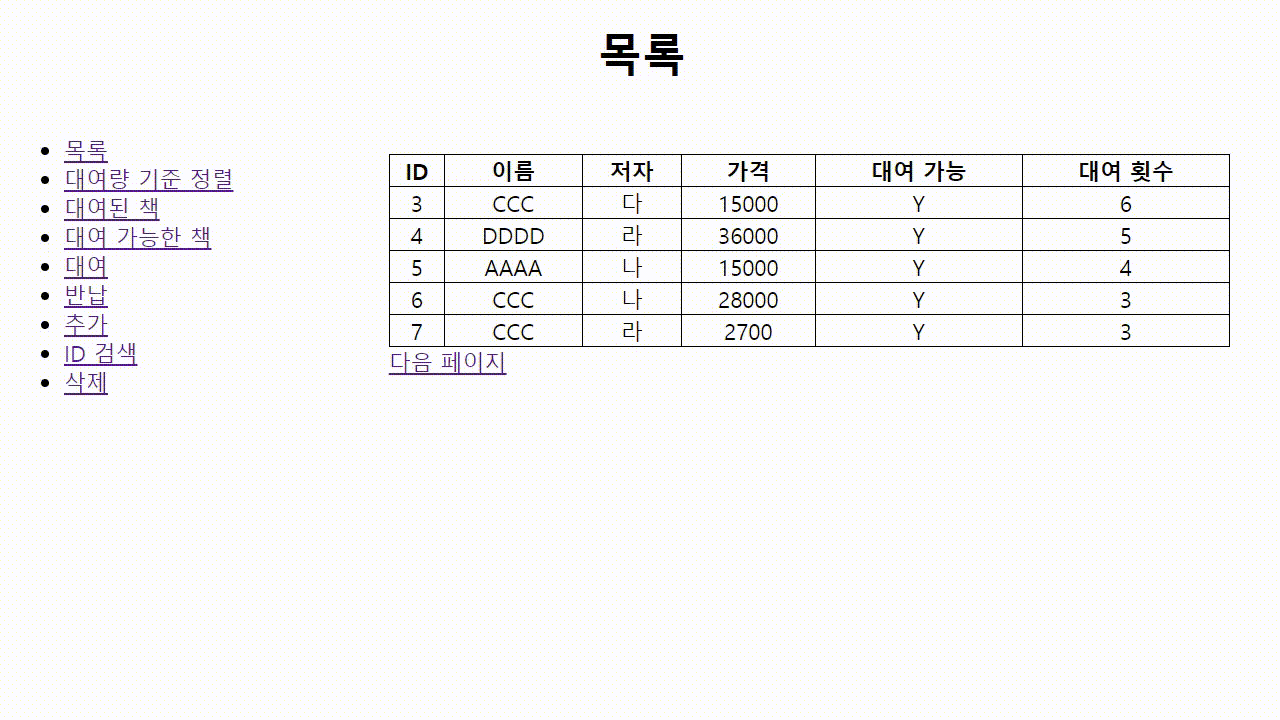 목록
목록
대여량 기준 정렬
대여된 책
대여 가능한 책
대여
반납
추가
ID 검색
삭제
ID 이름 저자 가격 대여 가능 대여 횟수
3 CCC 다 15000 Y 6
4 DDDD 라 36000 Y 5
5 AAAA 나 15000 Y 4
6 CCC 나 28000 Y 3
7 CCC 라 2700 Y 3
다음 페이지